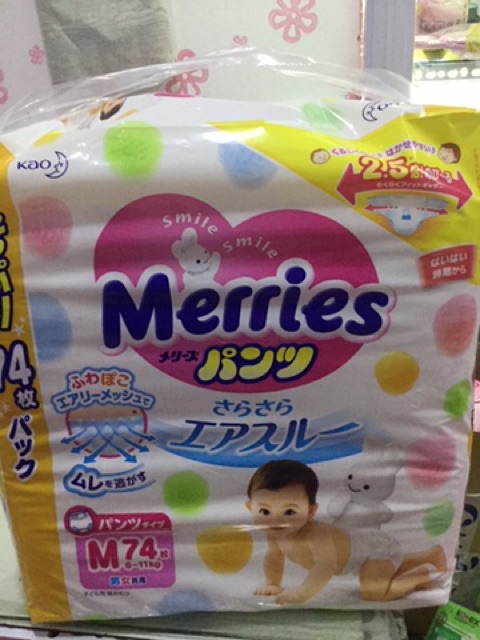 Kao
2.5
はいはい
時期から
smile
smile
Merries
メリーズ
パンツ
さらさら
エアスルー
ふわぽこ
エアリーメッシュで
ムレを逃がす
74枚パック
パンツタイプ
M74枚
6~11kg
男女共用